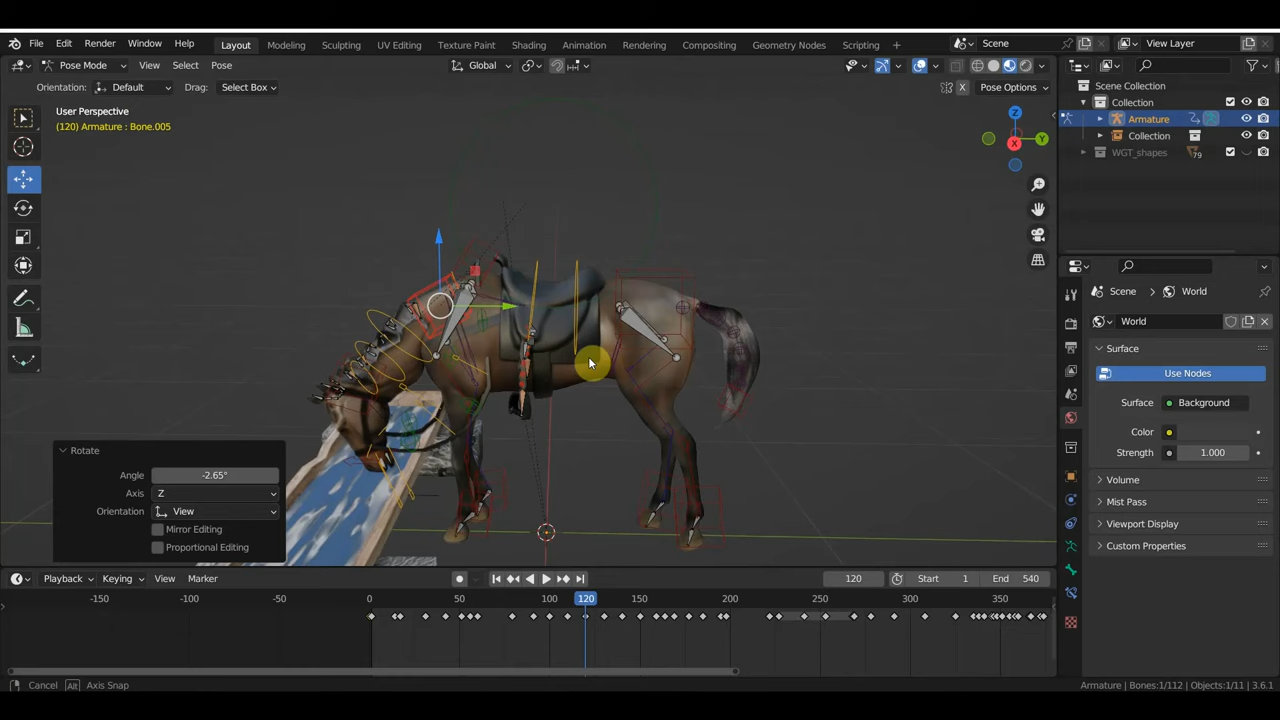 File Edit Render Window Help Layout Modeling Sculpting UV Editing Texture Paint Shading Animation Rendering Compositing Geometry Nodes Scripting + Scene View Layer
Pose Mode View Select Pose Global
Orientation: Default Drag: Select Box X Pose Options
User Perspective
(120) Armature : Bone.005
Z
Y
X
Scene Collection
Collection
Armature
Collection
WGT_shapes 79
Scene World
World
Surface
Use Nodes
Surface Background
Color
Strength 1.000
Volume
Mist Pass
Viewport Display
Custom Properties
Rotate
Angle -2.65°
Axis Z
Orientation View
Mirror Editing
Proportional Editing
Playback Keying View Marker 120 Start 1 End 540
-150 -100 -50 0 50 100 120 150 200 250 300 350
Cancel Alt Axis Snap Armature | Bones:1/112 | Objects:1/11 | 3.6.1